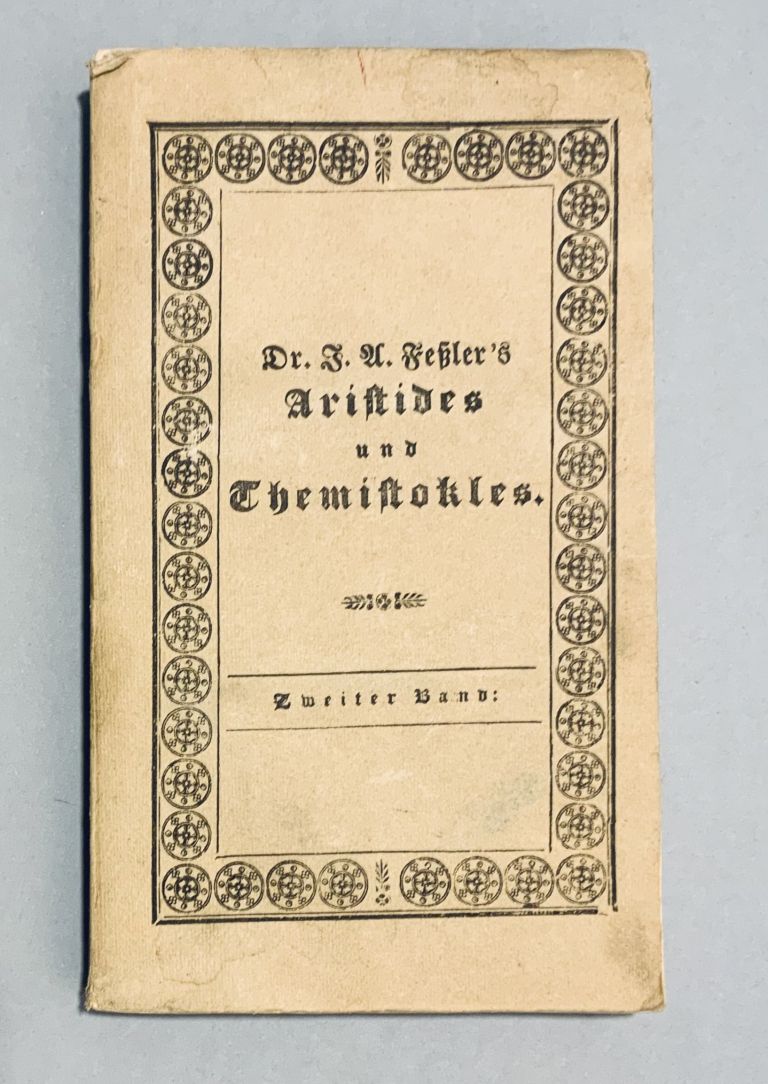 Dr. J. A. Feßler's
Aristides
und
Themistokles.
Zweiter Band: